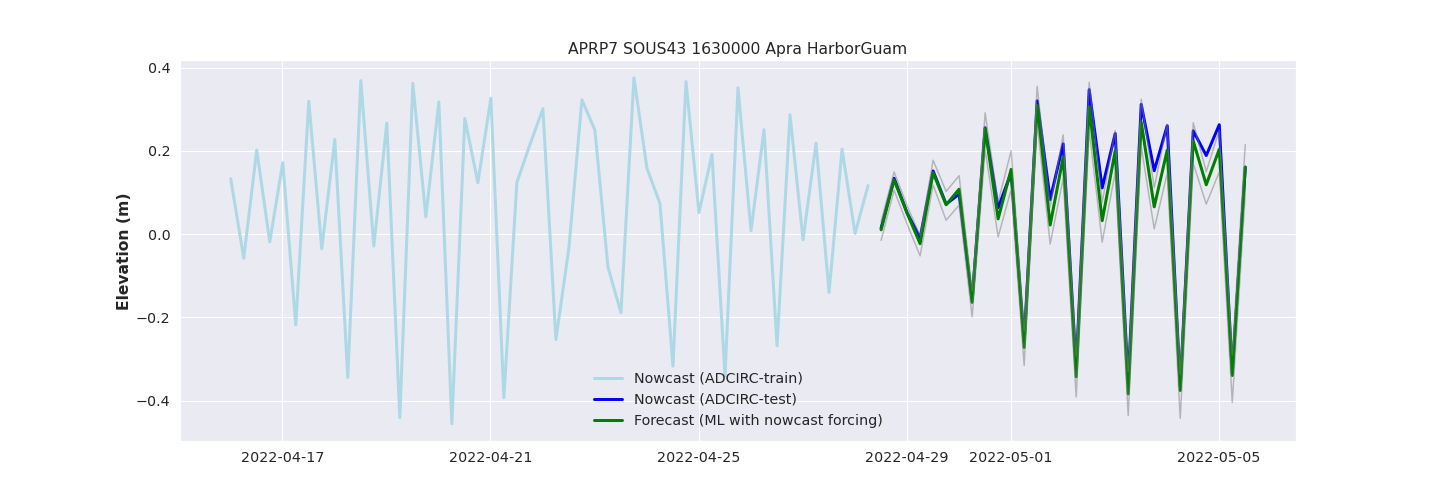 APRP7 SOUS43 1630000 Apra HarborGuam
Elevation (m)
0.4
0.2
0.0
−0.2
−0.4
Nowcast (ADCIRC-train)
Nowcast (ADCIRC-test)
Forecast (ML with nowcast forcing)
2022-04-17
2022-04-21
2022-04-25
2022-04-29
2022-05-01
2022-05-05